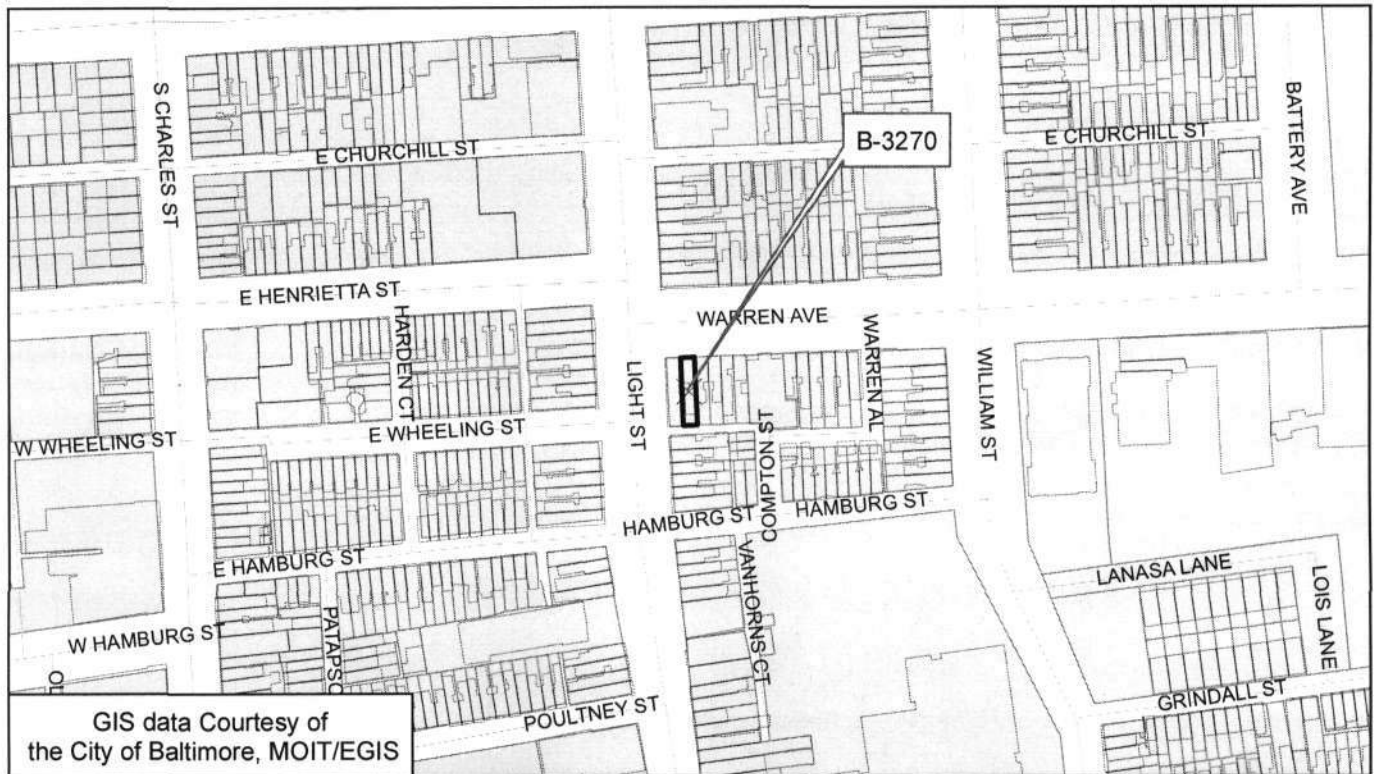 S CHARLES ST
E CHURCHILL ST
B-3270
E CHURCHILL ST
BATTERY AVE
E HENRIETTA ST
HARDEN CT
WARREN AVE
WARREN AL
LIGHT ST
WILLIAM ST
W WHEELING ST
E WHEELING ST
COMPTON ST
HAMBURG ST
HAMBURG ST
E HAMBURG ST
VANHORNS CT
LANASA LANE
LOIS LANE
W HAMBURG ST
PATAPSC
GRINDALL ST
POULTNEY ST
GIS data Courtesy of
the City of Baltimore, MOIT/EGIS